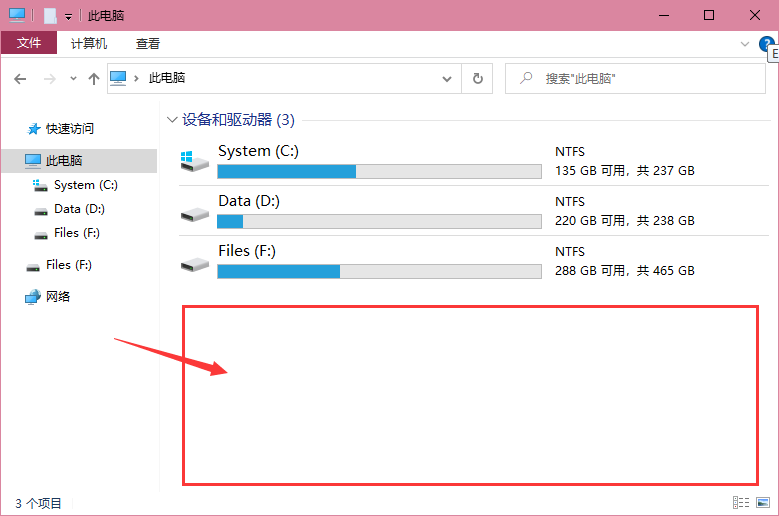 此电脑
文件 计算机 查看
此电脑 搜索"此电脑"
快速访问
此电脑
System (C:)
Data (D:)
Files (F:)
Files (F:)
网络
设备和驱动器 (3)
System (C:)
NTFS
135 GB 可用，共 237 GB
Data (D:)
NTFS
220 GB 可用，共 238 GB
Files (F:)
NTFS
288 GB 可用，共 465 GB
3 个项目